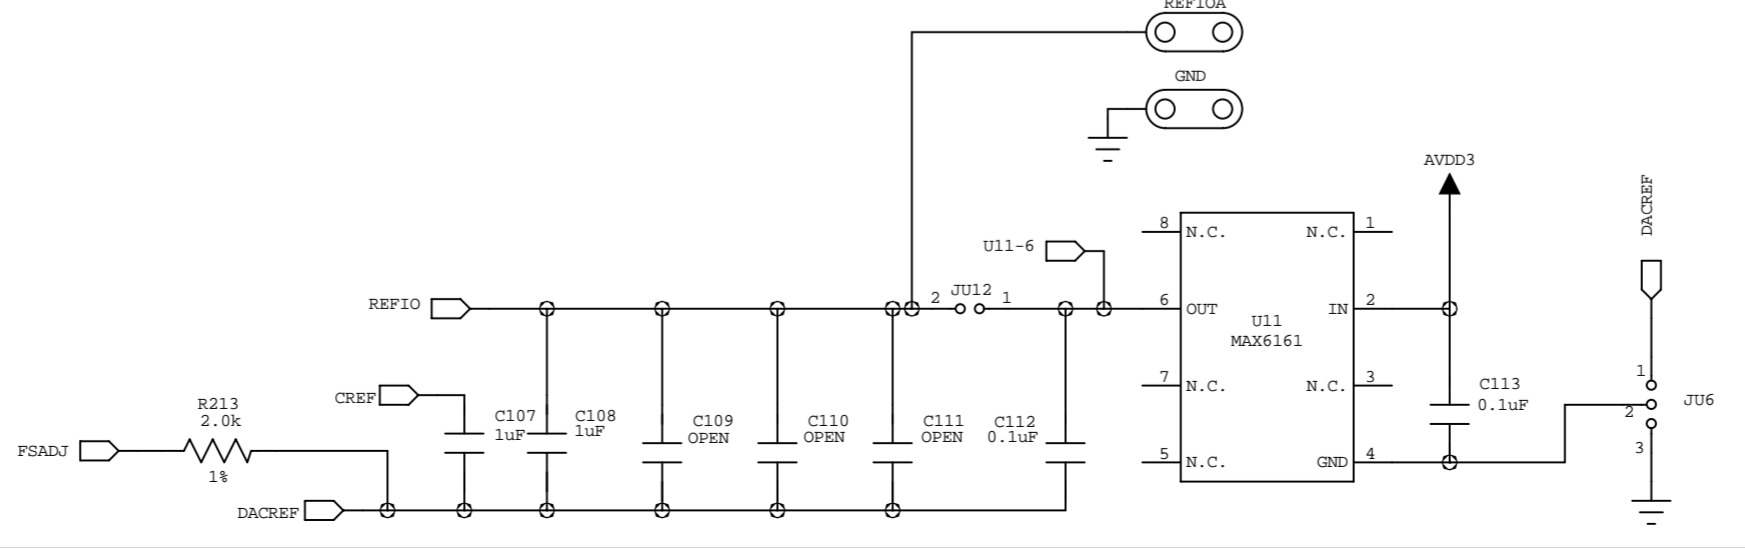 REFIOA
GND
AVDD3
DACREF
8
N.C.
N.C.
1
U11-6
JU12
2
1
REFIO
6
OUT
IN
2
U11
MAX6161
7
N.C.
N.C.
3
C113
0.1uF
1
2
3
JU6
CREF
R213
2.0k
1%
FSADJ
C107
1uF
C108
1uF
C109
OPEN
C110
OPEN
C111
OPEN
C112
0.1uF
5
N.C.
GND
4
DACREF